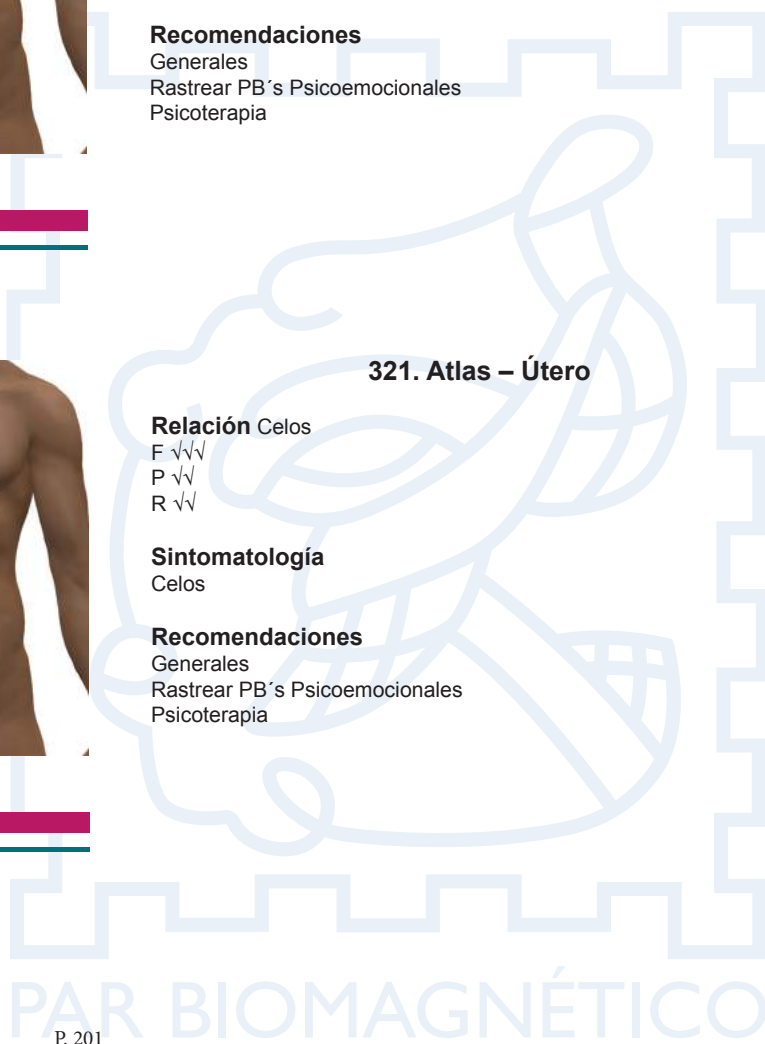 Recomendaciones
Generales
Rastrear PB´s Psicoemocionales
Psicoterapia
321. Atlas – Útero
Relación Celos
F √√√
P √√
R √√
Sintomatología
Celos
Recomendaciones
Generales
Rastrear PB´s Psicoemocionales
Psicoterapia
PAR BIOMAGNÉTICO
P. 201